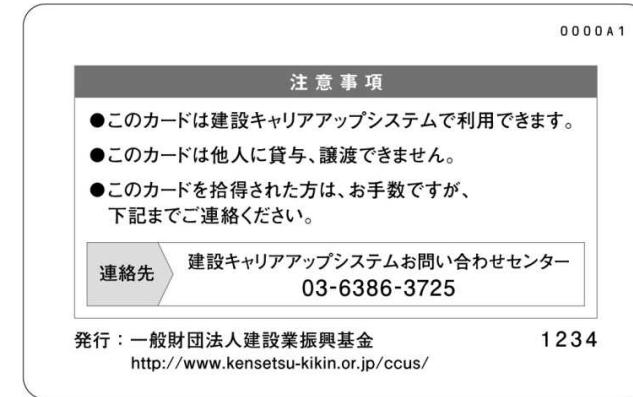 0000A1
注意事項
●このカードは建設キャリアアップシステムで利用できます。
●このカードは他人に貸与、譲渡できません。
●このカードを拾得された方は、お手数ですが、
下記までご連絡ください。
連絡先
建設キャリアアップシステムお問い合わせセンター
03-6386-3725
発行：一般財団法人建設業振興基金
1234
http://www.kensetsu-kikin.or.jp/ccus/